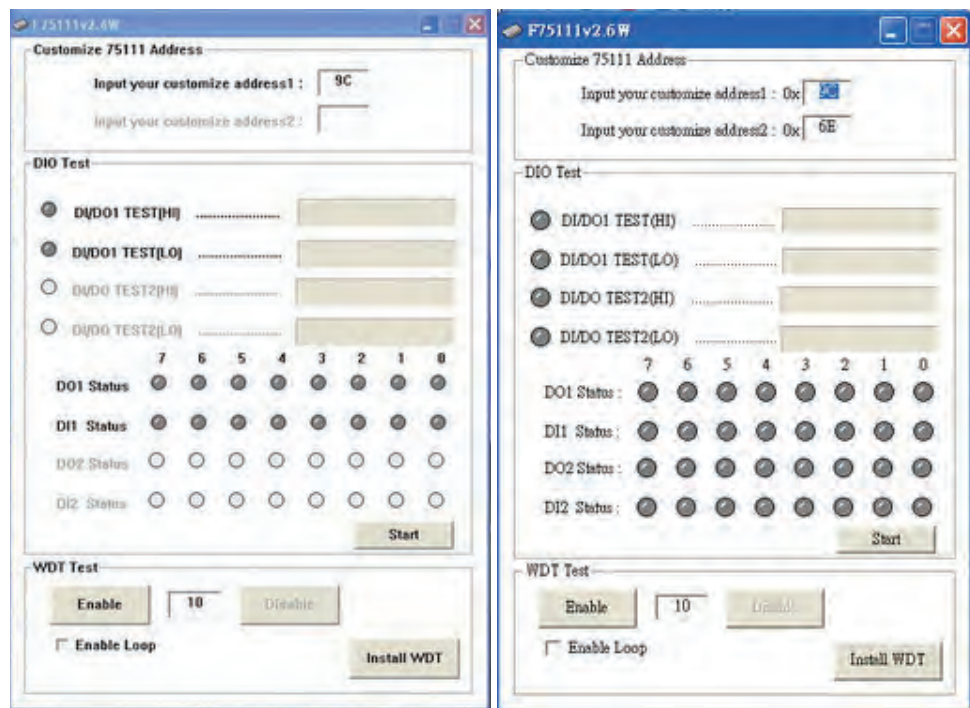 F75111v2.6W
Customize 75111 Address
Input your customize address1 : 9C
Input your customize address2 :
DIO Test
DI/DO1 TEST(HI) ......................
DI/DO1 TEST(LO) ......................
DI/DO TEST2(HI) ......................
DI/DO TEST2(LO) ......................
7 6 5 4 3 2 1 0
DO1 Status
DI1 Status
DO2 Status
DI2 Status
Start
WDT Test
Enable 10 Disable
Enable Loop
Install WDT
F75111v2.6W
Customize 75111 Address
Input your customize address1 : 0x 9C
Input your customize address2 : 0x 6E
DIO Test
DI/DO1 TEST(HI) ......................
DI/DO1 TEST(LO) ......................
DI/DO TEST2(HI) ......................
DI/DO TEST2(LO) ......................
7 6 5 4 3 2 1 0
DO1 Status :
DI1 Status :
DO2 Status :
DI2 Status :
Start
WDT Test
Enable 10 Disable
Enable Loop
Install WDT